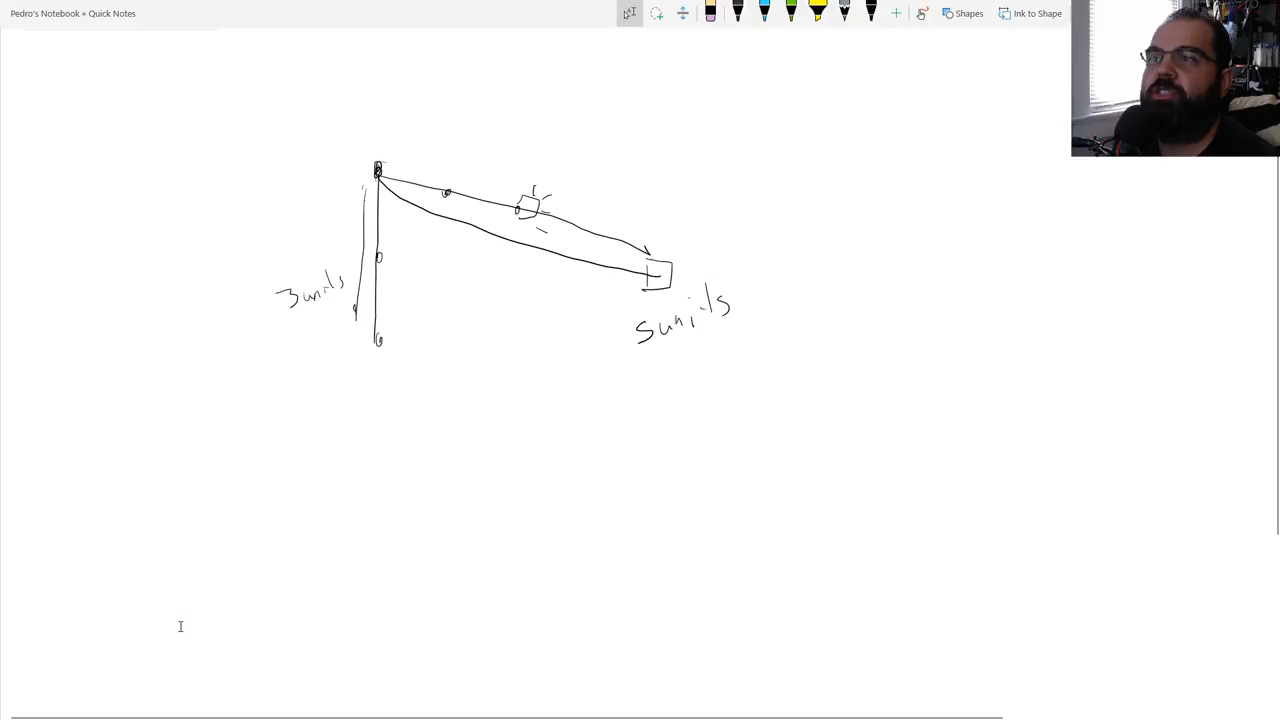 Pedro's Notebook » Quick Notes
Shapes
Ink to Shape
3units
5units